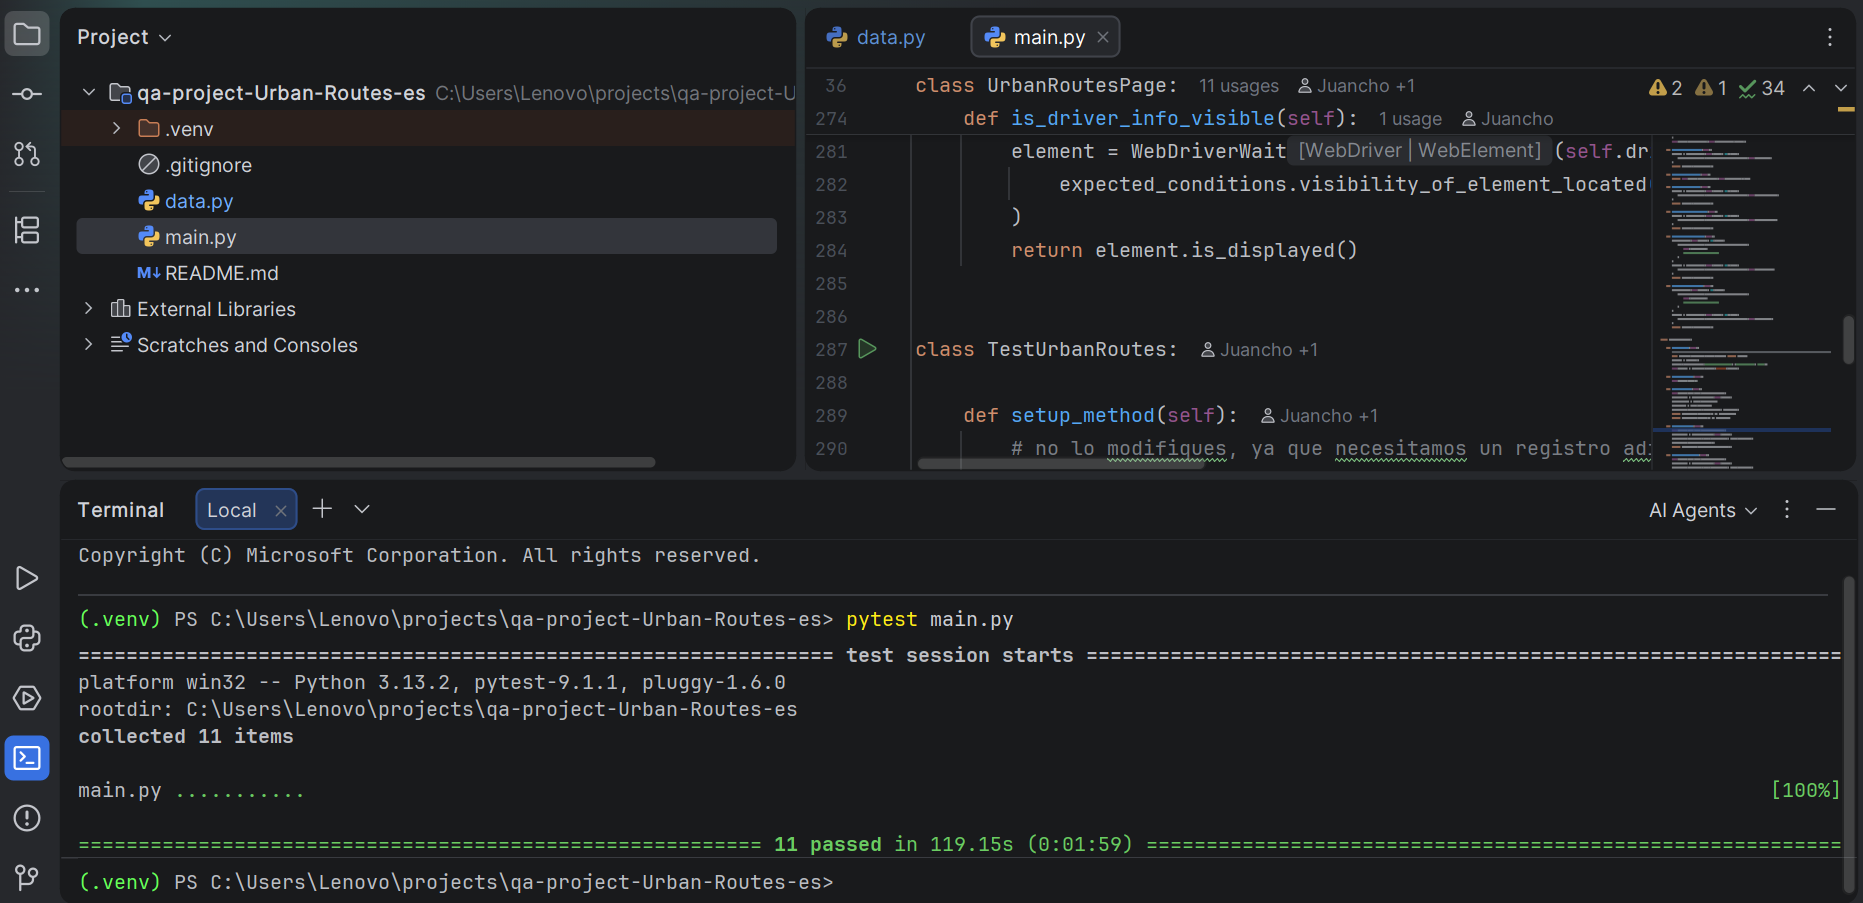 Project
qa-project-Urban-Routes-es C:\Users\Lenovo\projects\qa-project-U
.venv
.gitignore
data.py
main.py
M↓ README.md
External Libraries
Scratches and Consoles
data.py main.py
36 class UrbanRoutesPage: 11 usages Juancho +1
2 1 34
274 def is_driver_info_visible(self): 1 usage Juancho
281 element = WebDriverWait [WebDriver | WebElement] (self.dr
282 expected_conditions.visibility_of_element_located
283 )
284 return element.is_displayed()
285
286
287 class TestUrbanRoutes: Juancho +1
288
289 def setup_method(self): Juancho +1
290 # no lo modifiques, ya que necesitamos un registro adi
Terminal Local AI Agents
Copyright (C) Microsoft Corporation. All rights reserved.
(.venv) PS C:\Users\Lenovo\projects\qa-project-Urban-Routes-es> pytest main.py
=============================================================== test session starts ===============================================================
platform win32 -- Python 3.13.2, pytest-9.1.1, pluggy-1.6.0
rootdir: C:\Users\Lenovo\projects\qa-project-Urban-Routes-es
collected 11 items
main.py ........... [100%]
========================================================= 11 passed in 119.15s (0:01:59) ==========================================================
(.venv) PS C:\Users\Lenovo\projects\qa-project-Urban-Routes-es>